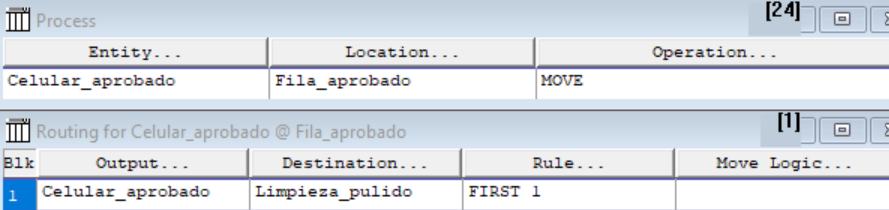 Process [24]
Entity... Location... Operation...
Celular_aprobado Fila_aprobado MOVE
Routing for Celular_aprobado @ Fila_aprobado [1]
Blk Output... Destination... Rule... Move Logic...
1 Celular_aprobado Limpieza_pulido FIRST 1